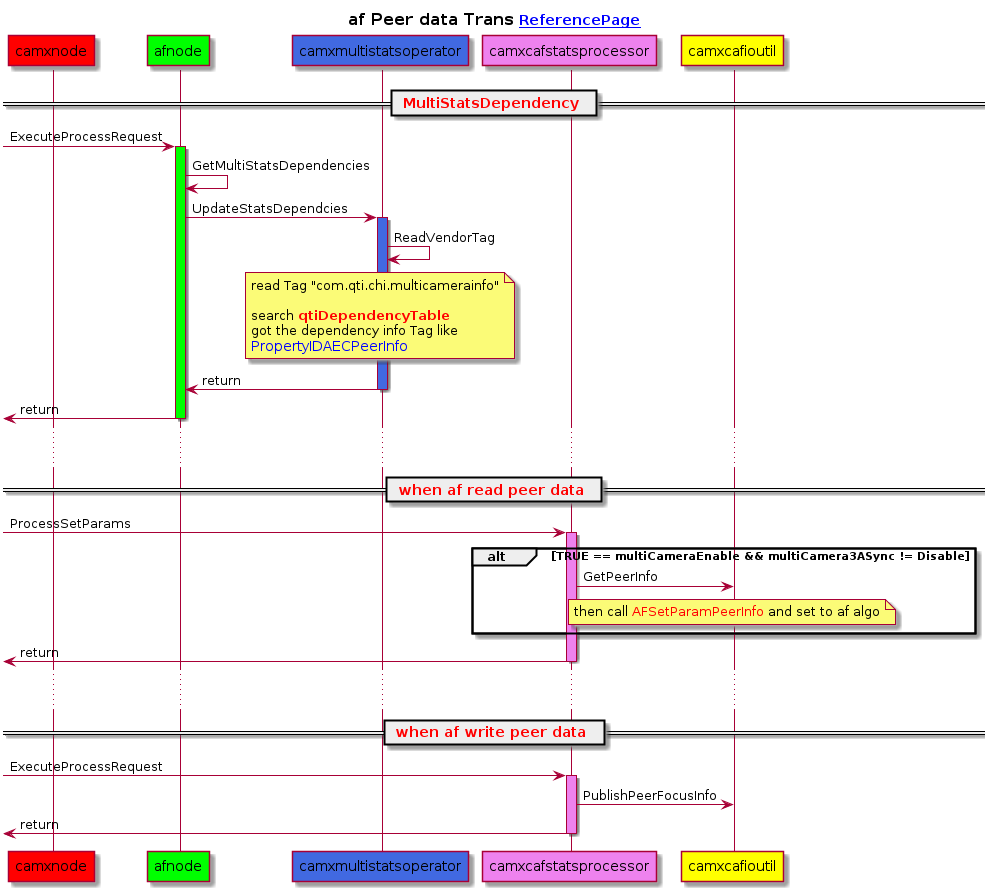 af Peer data Trans ReferencePage
camxnode afnode camxmultistatsoperator camxcafstatsprocessor camxcafioutil
MultiStatsDependency
ExecuteProcessRequest
GetMultiStatsDependencies
UpdateStatsDependcies
ReadVendorTag
read Tag "com.qti.chi.multicamerainfo"
search qtiDependencyTable
got the dependency info Tag like
PropertyIDAECPeerInfo
return
return
when af read peer data
ProcessSetParams
alt [TRUE == multiCameraEnable && multiCamera3ASync != Disable]
GetPeerInfo
then call AFSetParamPeerInfo and set to af algo
return
when af write peer data
ExecuteProcessRequest
PublishPeerFocusInfo
return
camxnode afnode camxmultistatsoperator camxcafstatsprocessor camxcafioutil